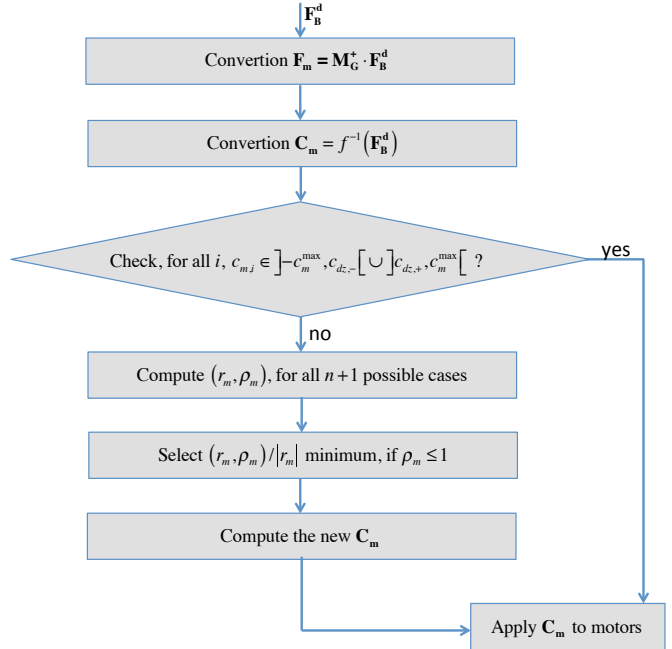 𝐅_𝐁^𝐝
Convertion 𝐅_𝐦 = 𝐌_𝐆^+ · 𝐅_𝐁^𝐝
Convertion 𝐂_𝐦 = f^{-1}(𝐅_𝐁^𝐝)
Check, for all i, c_{m,i} ∈ ]−c_m^{max}, c_{dz,−}[ ∪ ]c_{dz,+}, c_m^{max}[ ?
yes
no
Compute (r_m, ρ_m), for all n+1 possible cases
Select (r_m, ρ_m)/|r_m| minimum, if ρ_m ≤ 1
Compute the new 𝐂_𝐦
Apply 𝐂_𝐦 to motors